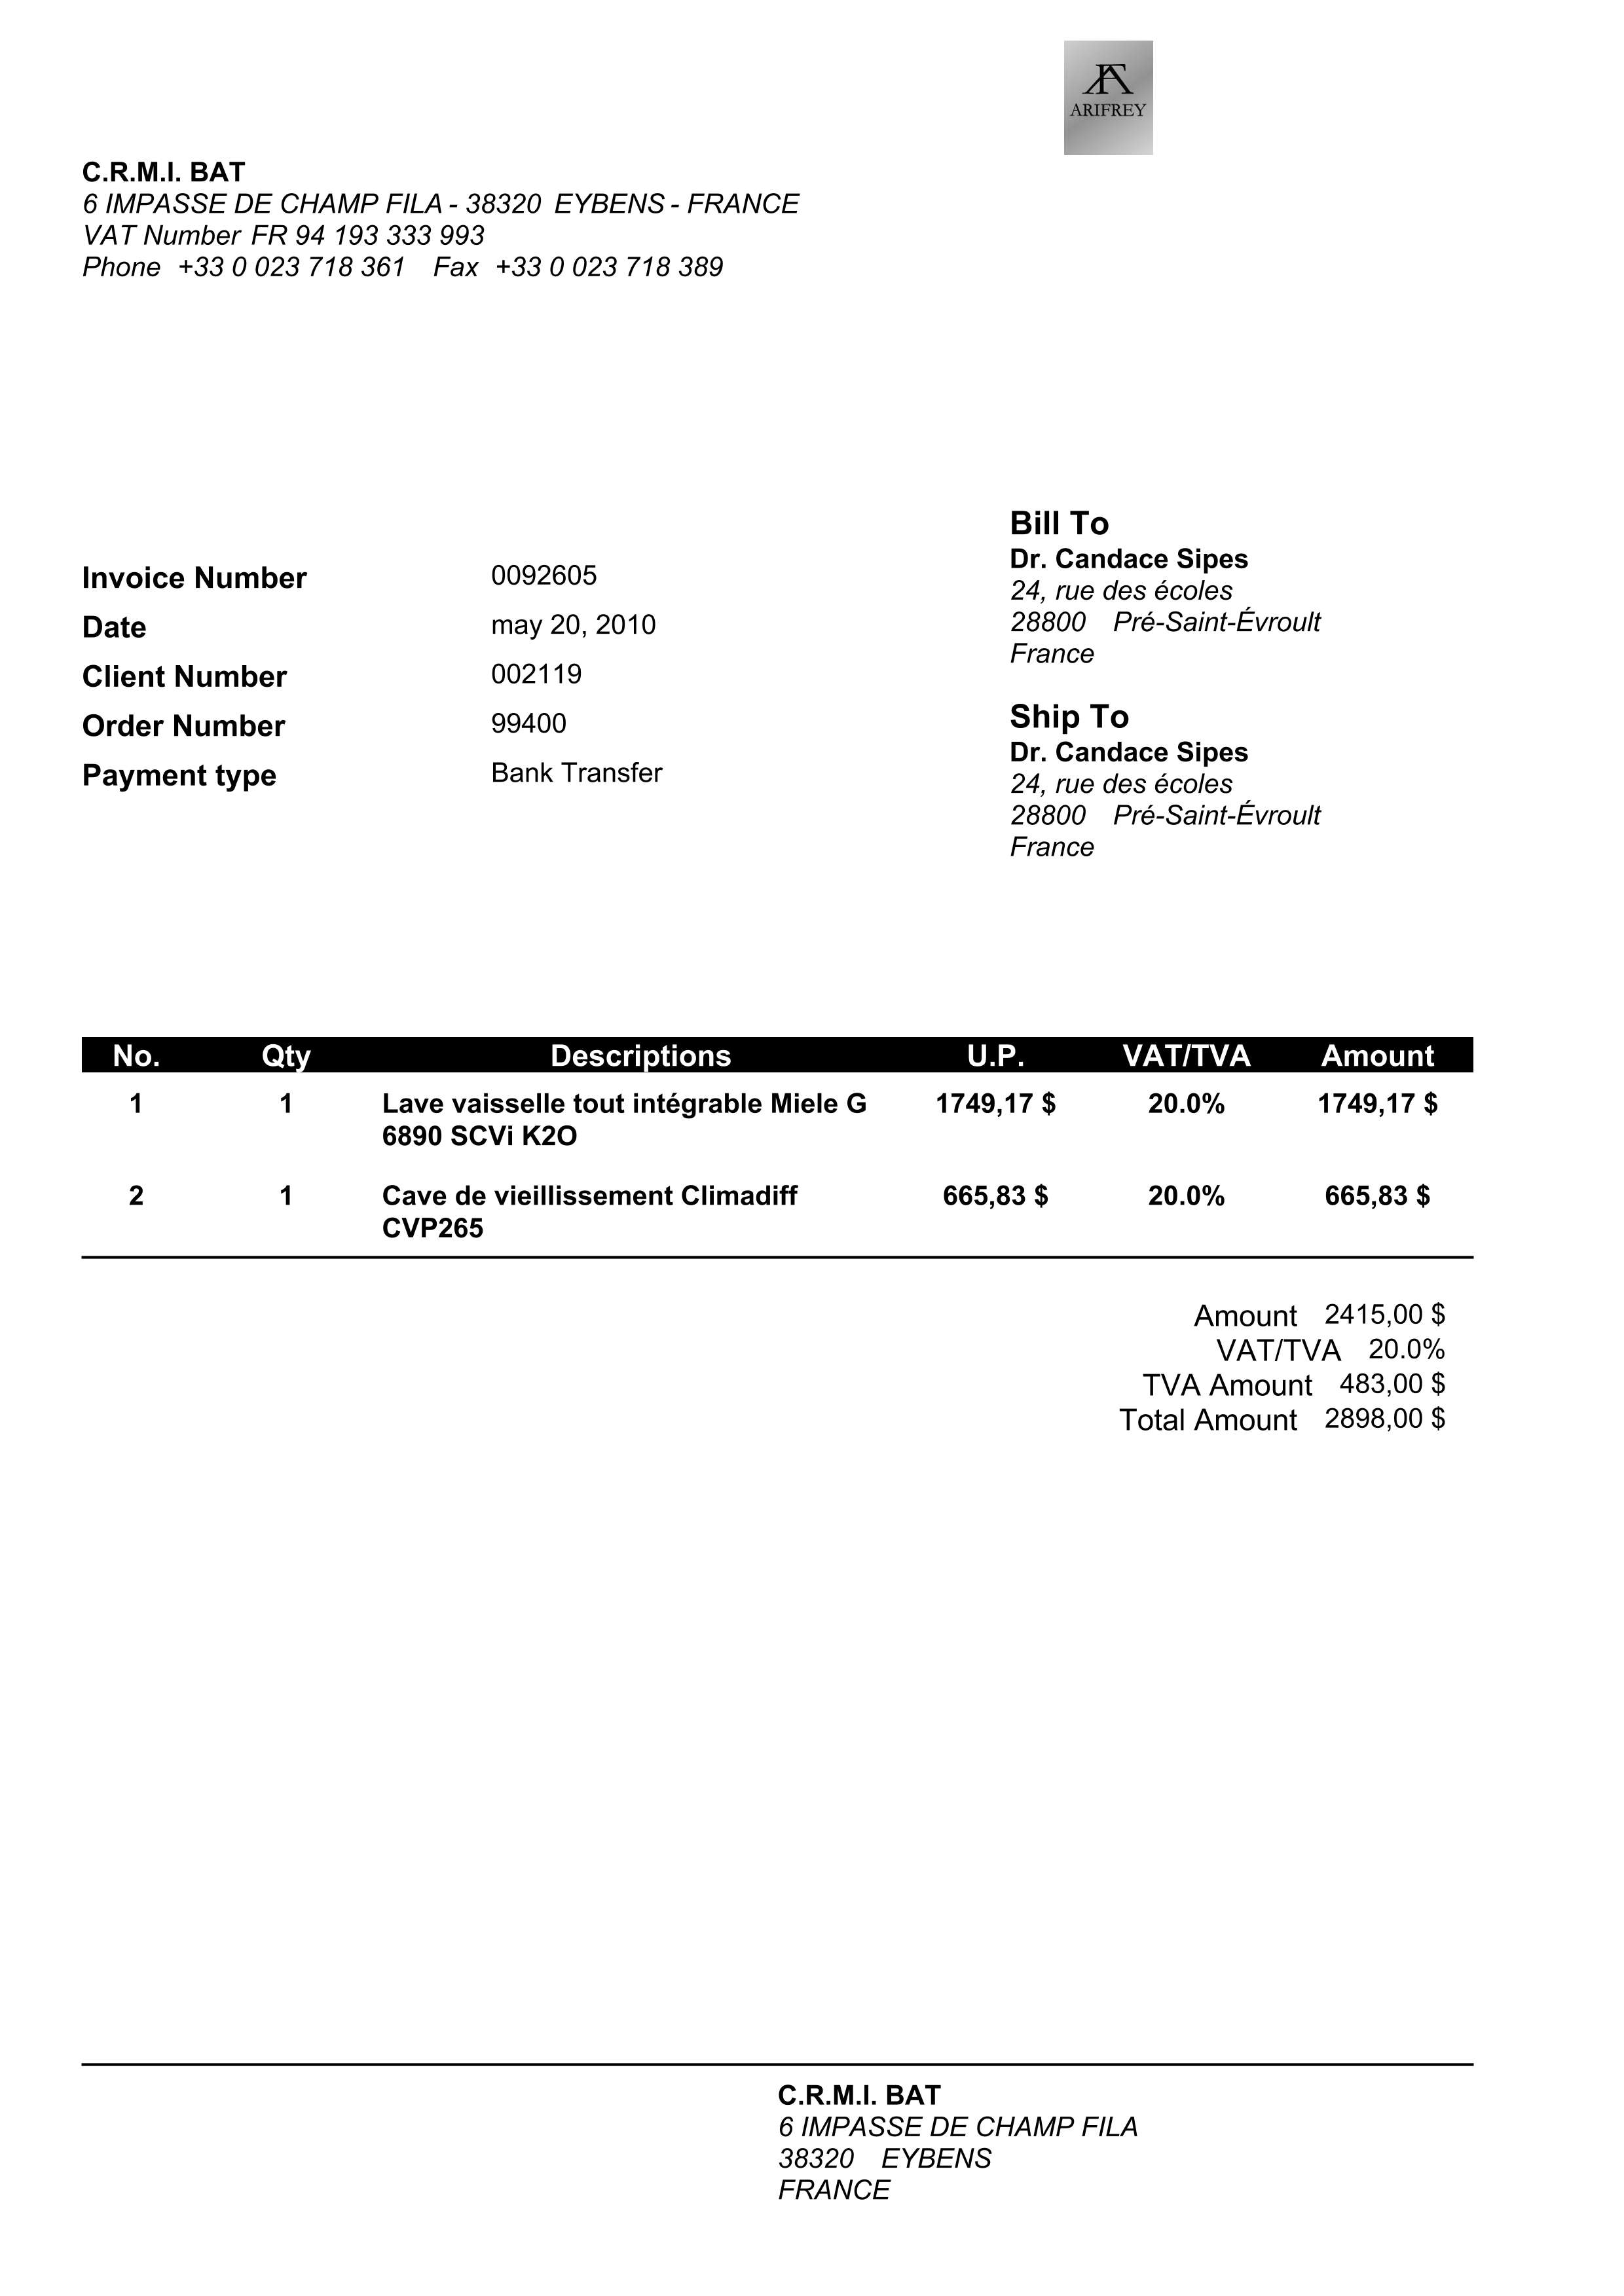 ARIFREY
C.R.M.I. BAT
6 IMPASSE DE CHAMP FILA - 38320 EYBENS - FRANCE
VAT Number FR 94 193 333 993
Phone +33 0 023 718 361 Fax +33 0 023 718 389
Invoice Number 0092605
Date may 20, 2010
Client Number 002119
Order Number 99400
Payment type Bank Transfer
Bill To
Dr. Candace Sipes
24, rue des écoles
28800 Pré-Saint-Évroult
France
Ship To
Dr. Candace Sipes
24, rue des écoles
28800 Pré-Saint-Évroult
France
No. Qty Descriptions U.P. VAT/TVA Amount
1 1 Lave vaisselle tout intégrable Miele G 1749,17 $ 20.0% 1749,17 $
6890 SCVi K2O
2 1 Cave de vieillissement Climadiff 665,83 $ 20.0% 665,83 $
CVP265
Amount 2415,00 $
VAT/TVA 20.0%
TVA Amount 483,00 $
Total Amount 2898,00 $
C.R.M.I. BAT
6 IMPASSE DE CHAMP FILA
38320 EYBENS
FRANCE